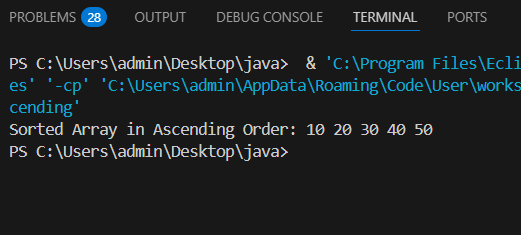 PROBLEMS 28 OUTPUT DEBUG CONSOLE TERMINAL PORTS
PS C:\Users\admin\Desktop\java>  & 'C:\Program Files\Ecli
es' '-cp' 'C:\Users\admin\AppData\Roaming\Code\User\works
cending'
Sorted Array in Ascending Order: 10 20 30 40 50
PS C:\Users\admin\Desktop\java>